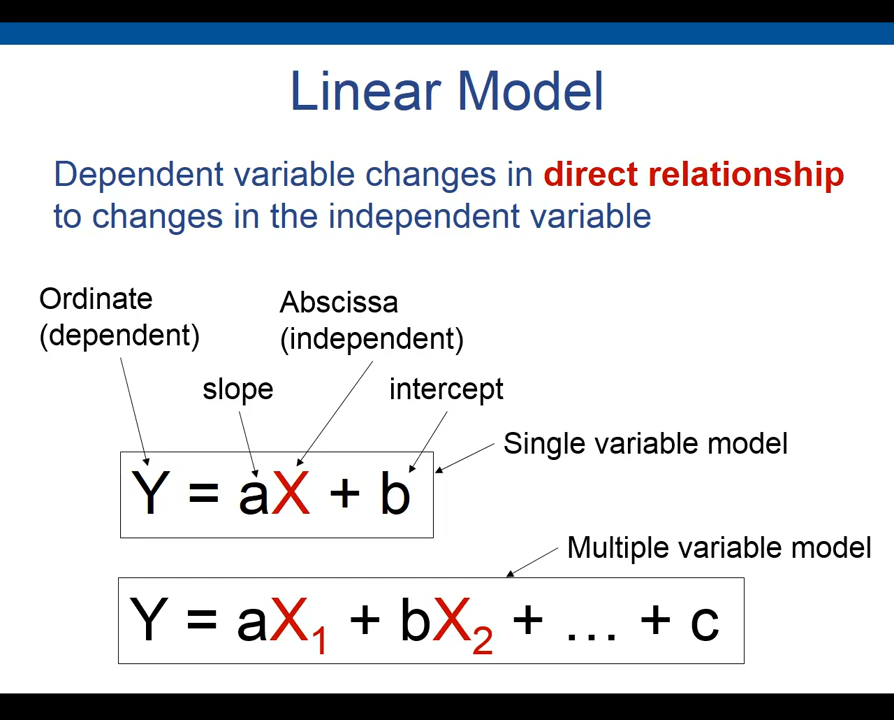 Linear Model
Dependent variable changes in direct relationship
to changes in the independent variable
Ordinate
(dependent)
Abscissa
(independent)
slope
intercept
Single variable model
Y = aX + b
Multiple variable model
Y = aX₁ + bX₂ + … + c